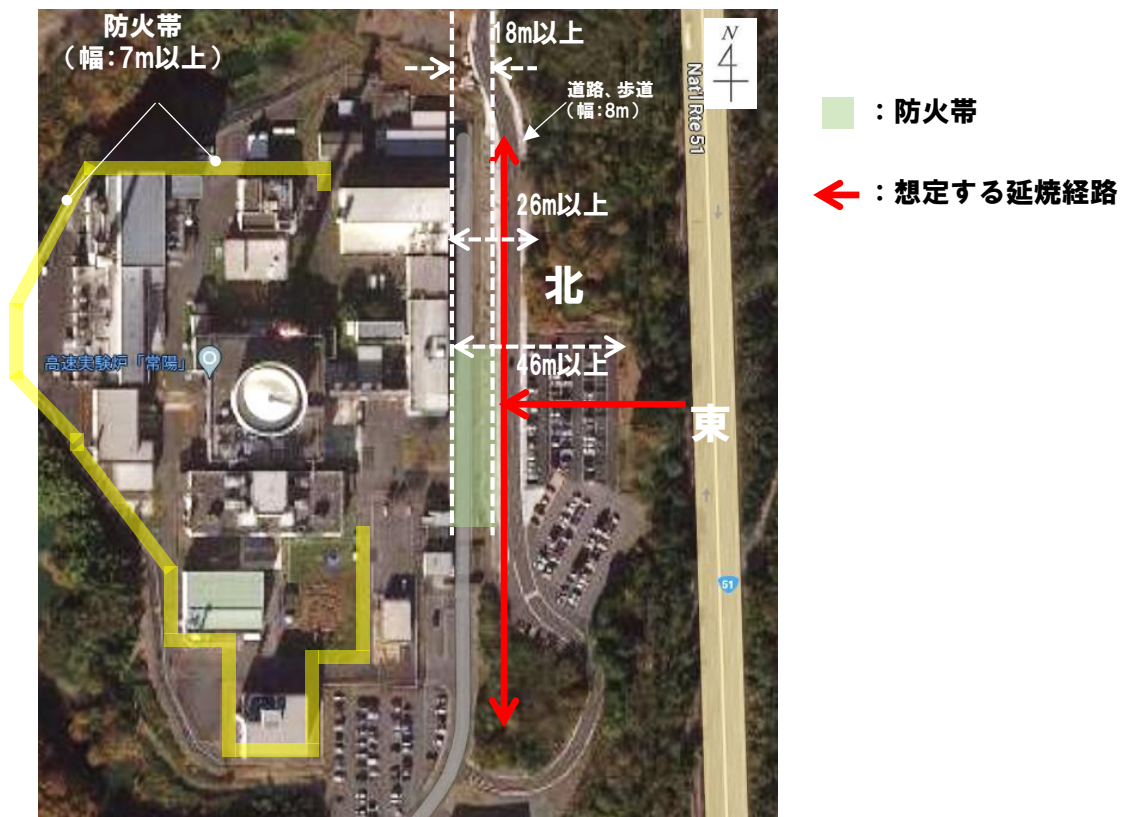 防火帯
（幅：7m以上）
18m以上
N
道路、歩道
（幅：8m）
Nat'l Rte 51
：防火帯
：想定する延焼経路
26m以上
北
高速実験炉「常陽」
46m以上
東
51